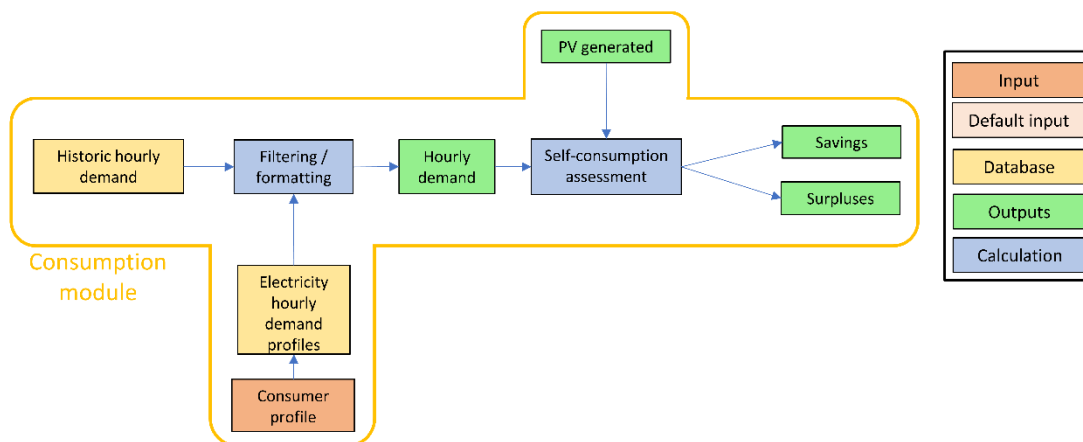 PV generated
Historic hourly
demand
Filtering /
formatting
Hourly
demand
Self-consumption
assessment
Savings
Surpluses
Consumption
module
Electricity
hourly
demand
profiles
Consumer
profile
Input
Default input
Database
Outputs
Calculation